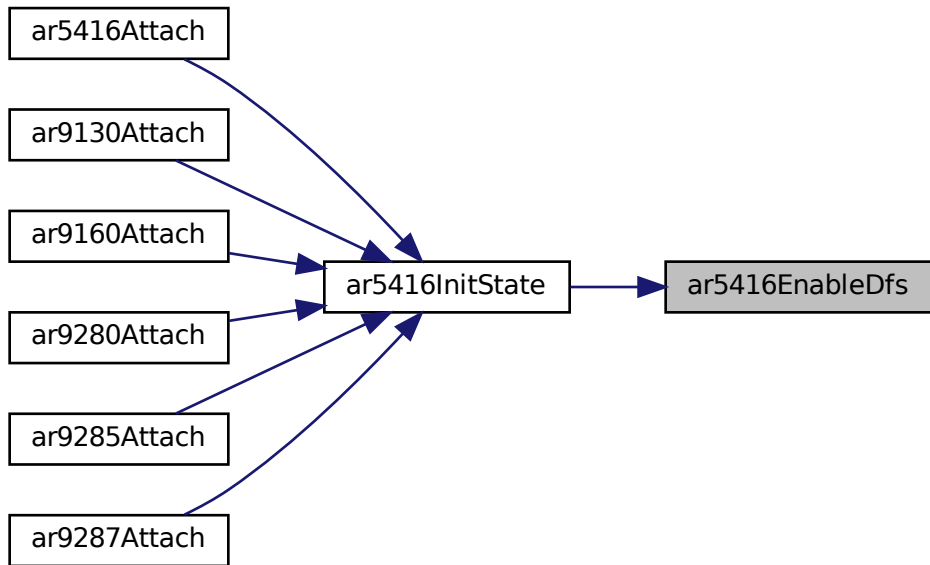 ar5416Attach
ar9130Attach
ar9160Attach
ar9280Attach
ar9285Attach
ar9287Attach
ar5416InitState
ar5416EnableDfs